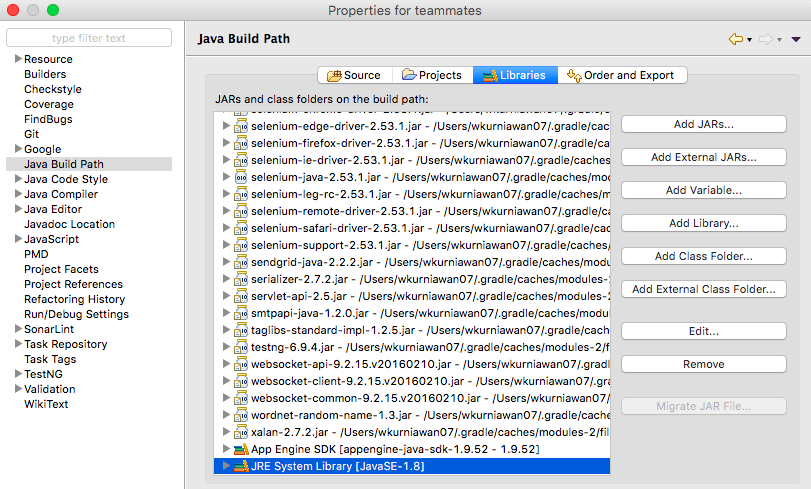 Properties for teammates
type filter text
Java Build Path
Resource
Builders
Checkstyle
Coverage
FindBugs
Git
Google
Java Build Path
Java Code Style
Java Compiler
Java Editor
Javadoc Location
JavaScript
PMD
Project Facets
Project References
Refactoring History
Run/Debug Settings
SonarLint
Task Repository
Task Tags
TestNG
Validation
WikiText
Source
Projects
Libraries
Order and Export
JARs and class folders on the build path:
selenium-edge-driver-2.53.1.jar - /Users/wkurniawan07/.gradle/cache
selenium-firefox-driver-2.53.1.jar - /Users/wkurniawan07/.gradle/cac
selenium-ie-driver-2.53.1.jar - /Users/wkurniawan07/.gradle/caches/
selenium-java-2.53.1.jar - /Users/wkurniawan07/.gradle/caches/mo
selenium-leg-rc-2.53.1.jar - /Users/wkurniawan07/.gradle/caches/m
selenium-remote-driver-2.53.1.jar - /Users/wkurniawan07/.gradle/ca
selenium-safari-driver-2.53.1.jar - /Users/wkurniawan07/.gradle/cac
selenium-support-2.53.1.jar - /Users/wkurniawan07/.gradle/caches/
sendgrid-java-2.2.2.jar - /Users/wkurniawan07/.gradle/caches/modu
serializer-2.7.2.jar - /Users/wkurniawan07/.gradle/caches/modules-2
servlet-api-2.5.jar - /Users/wkurniawan07/.gradle/caches/modules-2
smtpapi-java-1.2.0.jar - /Users/wkurniawan07/.gradle/caches/modul
taglibs-standard-impl-1.2.5.jar - /Users/wkurniawan07/.gradle/cach
testng-6.9.4.jar - /Users/wkurniawan07/.gradle/caches/modules-2/f
websocket-api-9.2.15.v20160210.jar - /Users/wkurniawan07/.gradle
websocket-client-9.2.15.v20160210.jar - /Users/wkurniawan07/.grad
websocket-common-9.2.15.v20160210.jar - /Users/wkurniawan07/.g
wordnet-random-name-1.3.jar - /Users/wkurniawan07/.gradle/cache
xalan-2.7.2.jar - /Users/wkurniawan07/.gradle/caches/modules-2/fil
App Engine SDK [appengine-java-sdk-1.9.52 - 1.9.52]
JRE System Library [JavaSE-1.8]
Add JARs...
Add External JARs...
Add Variable...
Add Library...
Add Class Folder...
Add External Class Folder...
Edit...
Remove
Migrate JAR File...